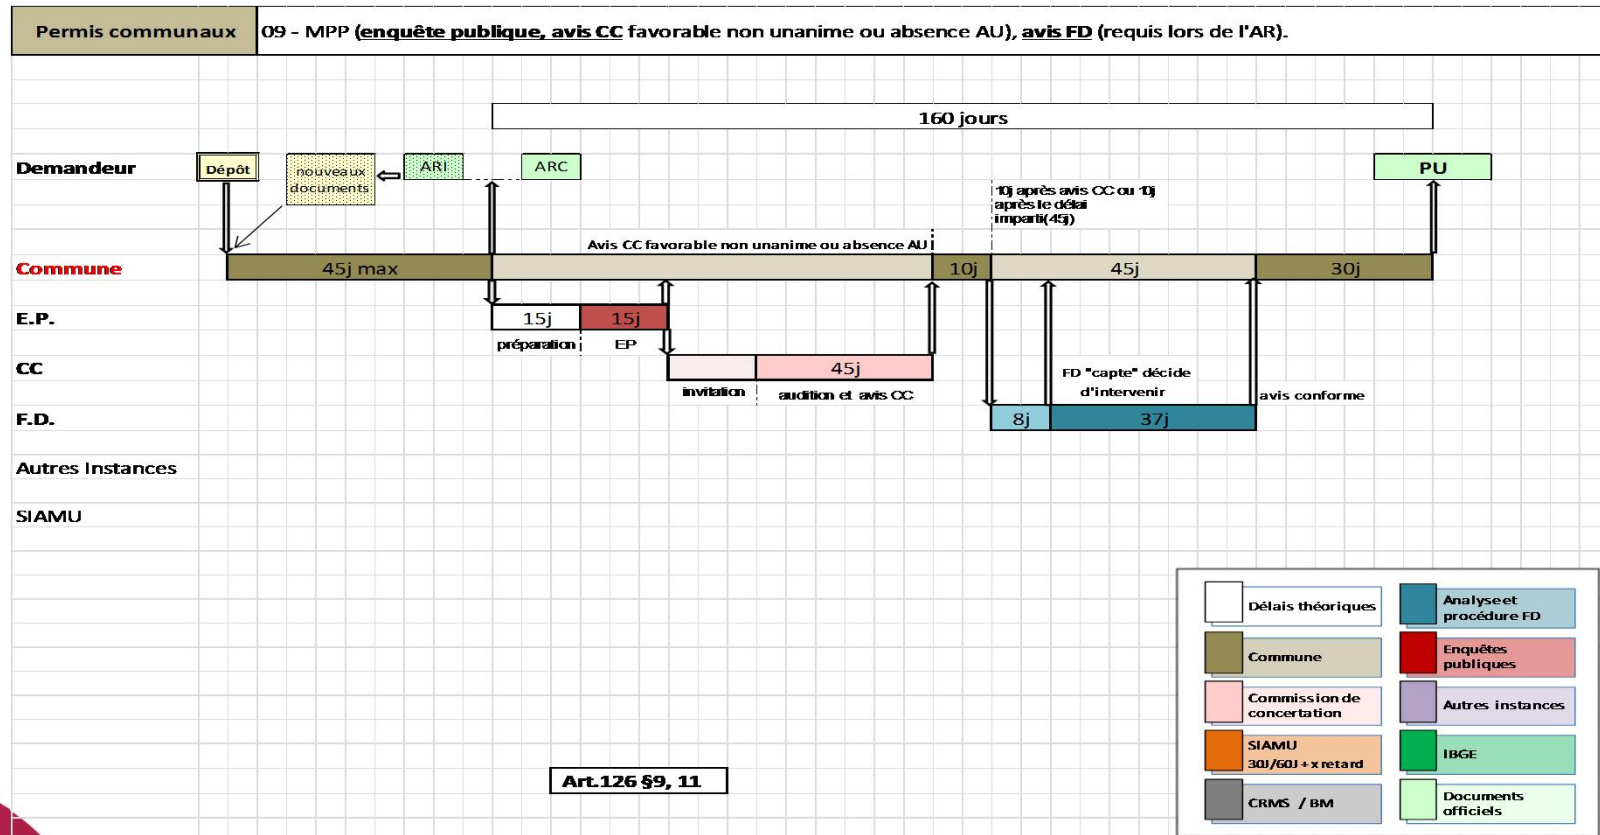 Permis communaux
09 - MPP (enquête publique, avis CC favorable non unanime ou absence AU), avis FD (requis lors de l'AR).
160 jours
Demandeur
Dépôt
nouveaux
documents
ARI
ARC
PU
10j après avis CC ou 10j
après le délai
imparti(45j)
Avis CC favorable non unanime ou absence AU
Commune
45j max
10j
45j
30j
E.P.
15j
15j
préparation
EP
CC
45j
invitation
audition et avis CC
FD "capte" décide
d'intervenir
avis conforme
F.D.
8j
37j
Autres Instances
SIAMU
Délais théoriques
Analyse et
procédure FD
Commune
Enquêtes
publiques
Commission de
concertation
Autres instances
SIAMU
30J/60J + x retard
IBGE
CRMS / BM
Documents
officiels
Art.126 §9, 11